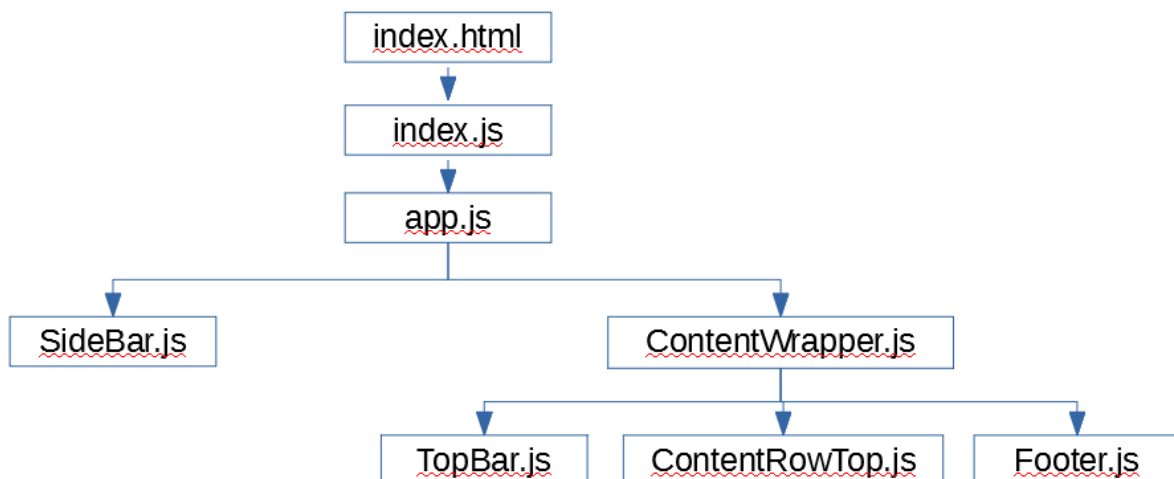 index.html
index.js
app.js
SideBar.js
ContentWrapper.js
TopBar.js
ContentRowTop.js
Footer.js